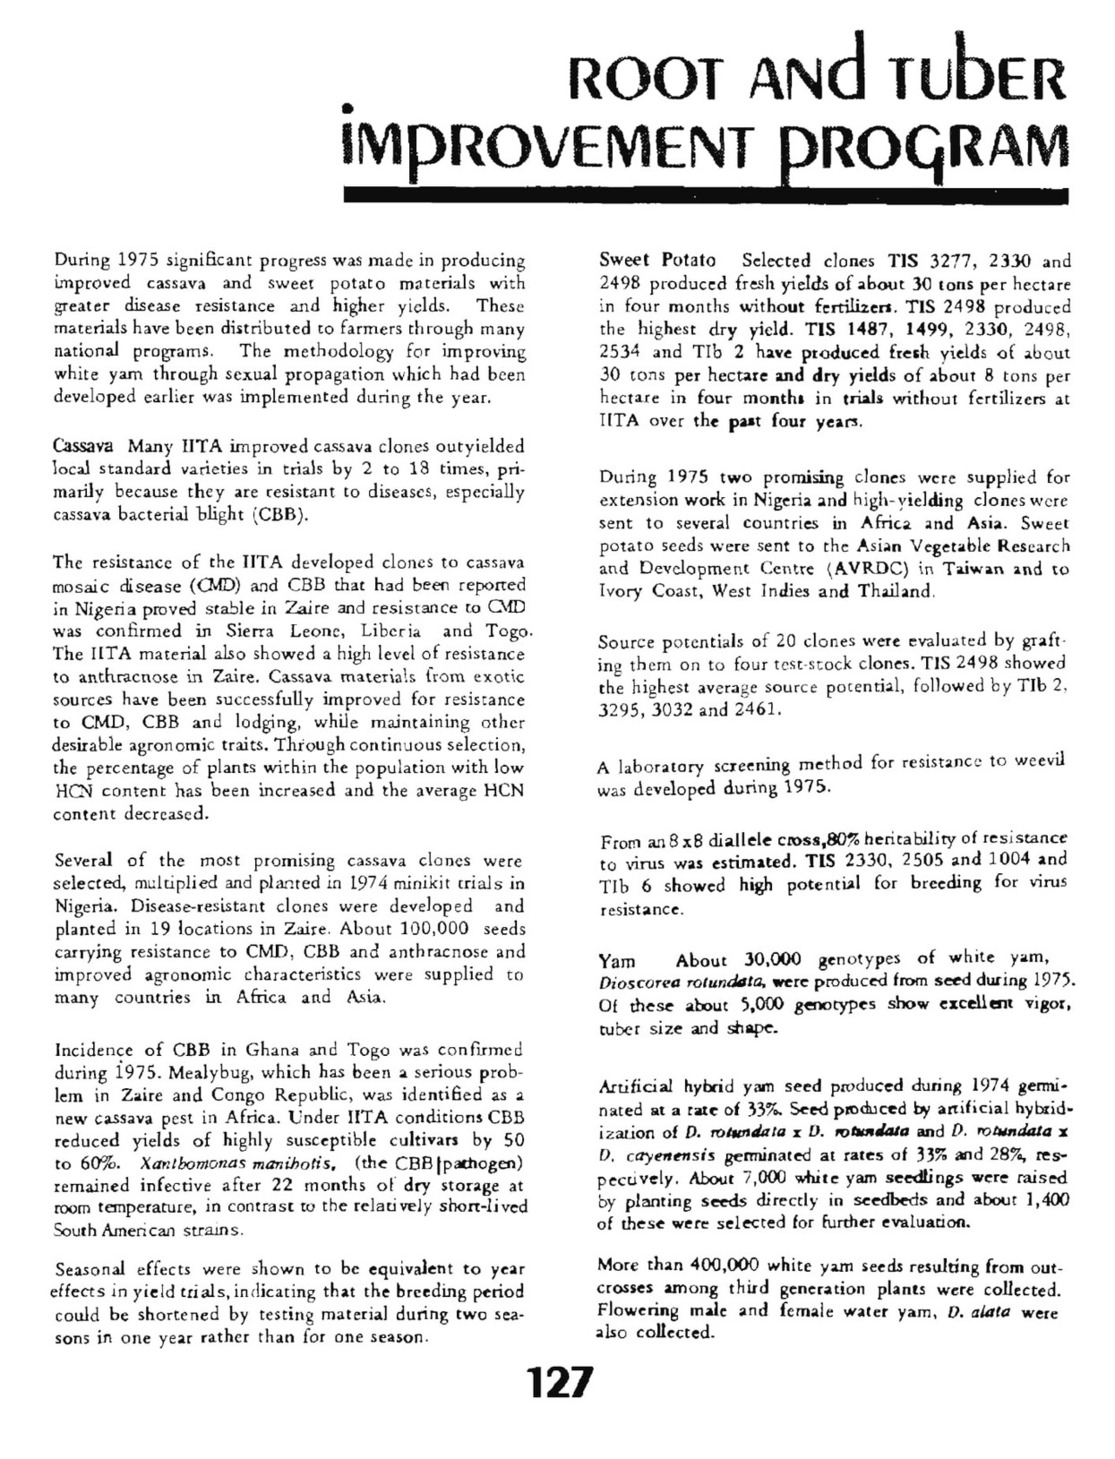 ROOT ANd TubER
iMpROVEMENT pROGRAM
During 1975 significant progress was made in producing
improved cassava and sweet potato materials with
greater disease resistance and higher yields. These
materials have been distributed to farmers through many
national programs. The methodology for improving
white yam through sexual propagation which had been
developed earlier was implemented during the year.
Cassava Many IITA improved cassava clones outyielded
local standard varieties in trials by 2 to 18 times, pri-
marily because they are resistant to diseases, especially
cassava bacterial blight (CBB).
The resistance of the IITA developed clones to cassava
mosaic disease (CMD) and CBB that had been reported
in Nigeria proved stable in Zaire and resistance to CMD
was confirmed in Sierra Leone, Liberia and Togo.
The IITA material also showed a high level of resistance
to anthracnose in Zaire. Cassava materials from exotic
sources have been successfully improved for resistance
to CMD, CBB and lodging, while maintaining other
desirable agronomic traits. Through continuous selection,
the percentage of plants within the population with low
HCN content has been increased and the average HCN
content decreased.
Several of the most promising cassava clones were
selected, multiplied and planted in 1974 minikit trials in
Nigeria. Disease-resistant clones were developed and
planted in 19 locations in Zaire. About 100,000 seeds
carrying resistance to CMD, CBB and anthracnose and
improved agronomic characteristics were supplied to
many countries in Africa and Asia.
Incidence of CBB in Ghana and Togo was confirmed
during 1975. Mealybug, which has been a serious prob-
lem in Zaire and Congo Republic, was identified as a
new cassava pest in Africa. Under IITA conditions CBB
reduced yields of highly susceptible cultivars by 50
to 60%. Xanthomonas manihotis, (the CBB|pathogen)
remained infective after 22 months of dry storage at
room temperature, in contrast to the relatively short-lived
South American strains.
Seasonal effects were shown to be equivalent to year
effects in yield trials, indicating that the breeding period
could be shortened by testing material during two sea-
sons in one year rather than for one season.
Sweet Potato Selected clones TIS 3277, 2330 and
2498 produced fresh yields of about 30 tons per hectare
in four months without fertilizers. TIS 2498 produced
the highest dry yield. TIS 1487, 1499, 2330, 2498,
2534 and TIb 2 have produced fresh yields of about
30 tons per hectare and dry yields of about 8 tons per
hectare in four months in trials without fertilizers at
IITA over the past four years.
During 1975 two promising clones were supplied for
extension work in Nigeria and high-yielding clones were
sent to several countries in Africa and Asia. Sweet
potato seeds were sent to the Asian Vegetable Research
and Development Centre (AVRDC) in Taiwan and to
Ivory Coast, West Indies and Thailand.
Source potentials of 20 clones were evaluated by graft-
ing them on to four test-stock clones. TIS 2498 showed
the highest average source potential, followed by TIb 2,
3295, 3032 and 2461.
A laboratory screening method for resistance to weevil
was developed during 1975.
From an 8 x8 diallele cross,80% heritability of resistance
to virus was estimated. TIS 2330, 2505 and 1004 and
TIb 6 showed high potential for breeding for virus
resistance.
Yam About 30,000 genotypes of white yam,
Dioscorea rotundata, were produced from seed during 1975.
Of these about 5,000 genotypes show excellent vigor,
tuber size and shape.
Artificial hybrid yam seed produced during 1974 germi-
nated at a rate of 33%. Seed produced by artificial hybrid-
ization of D. rotundata x D. rotundata and D. rotundata x
D. cayenensis germinated at rates of 33% and 28%, res-
pectively. About 7,000 white yam seedlings were raised
by planting seeds directly in seedbeds and about 1,400
of these were selected for further evaluation.
More than 400,000 white yam seeds resulting from out-
crosses among third generation plants were collected.
Flowering male and female water yam, D. alata were
also collected.
127